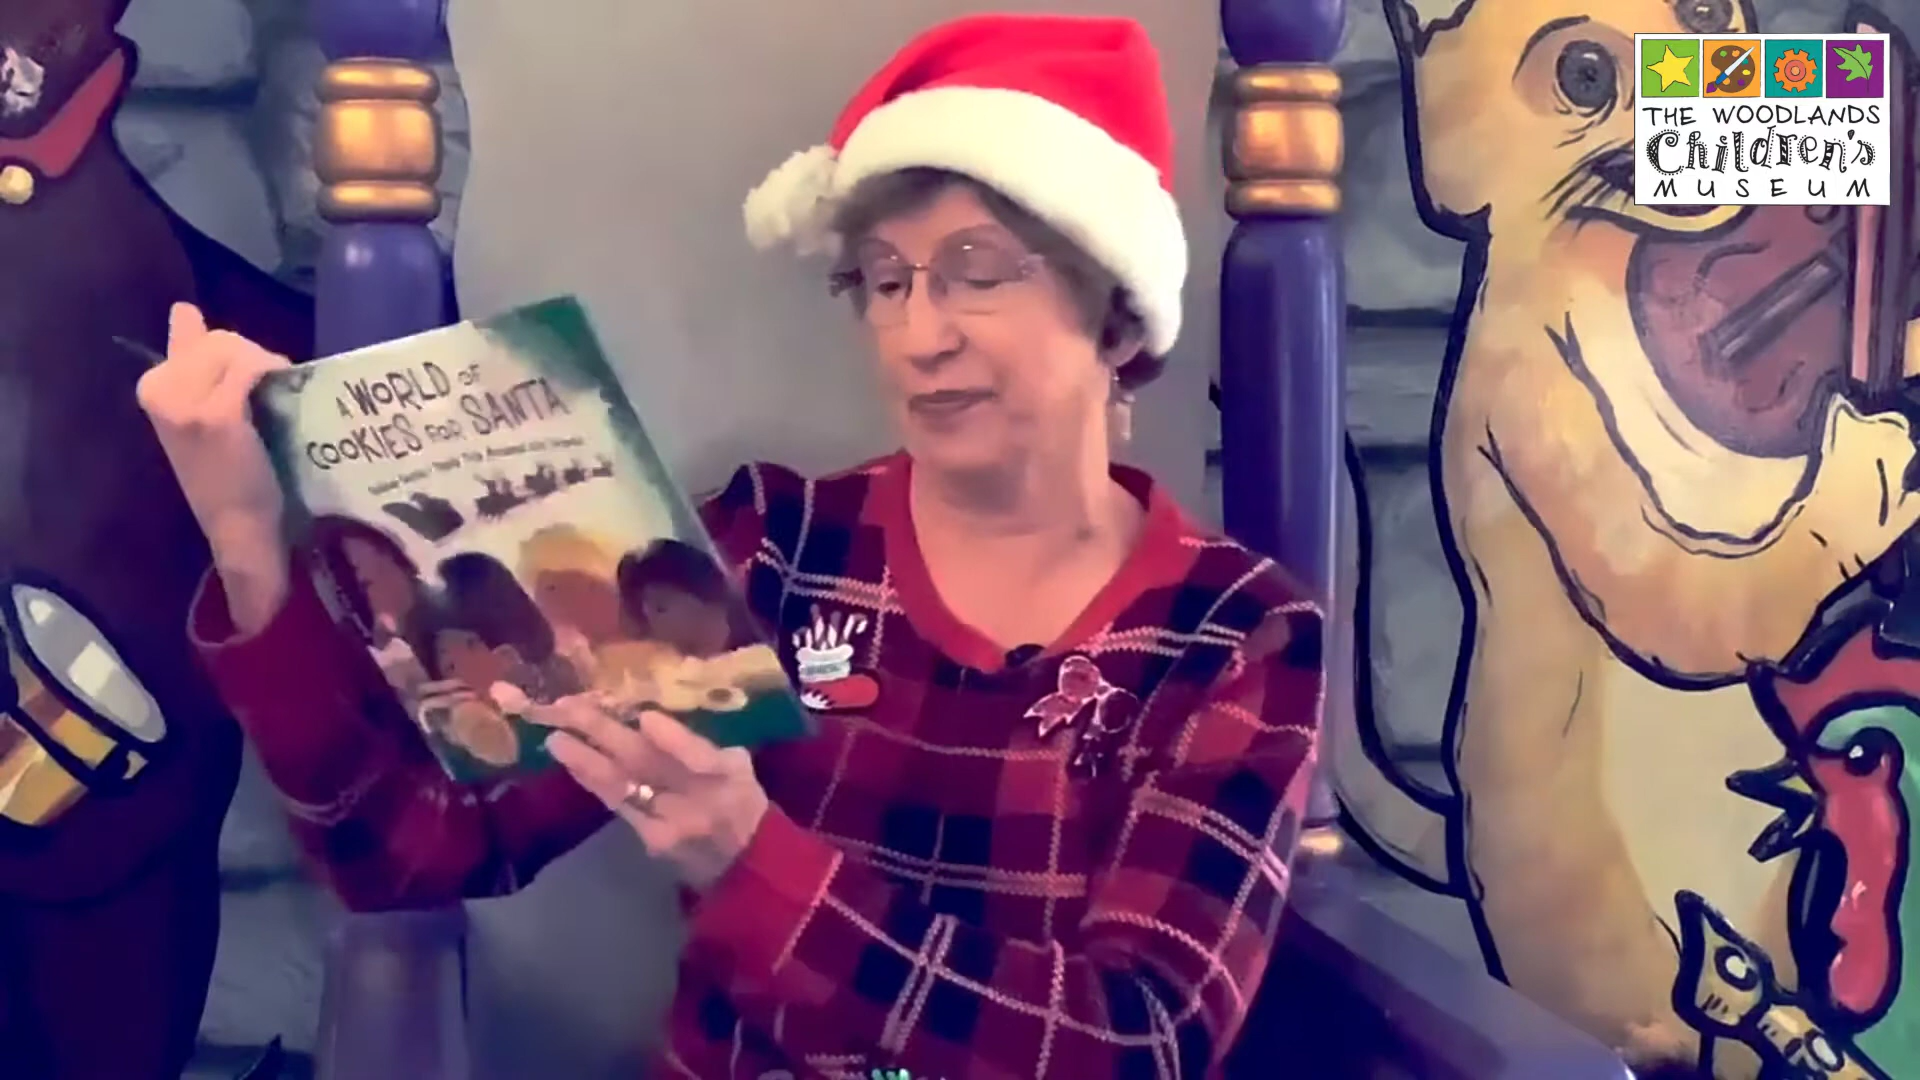 A WORLD OF
COOKIES FOR SANTA
THE WOODLANDS
Children's
MUSEUM